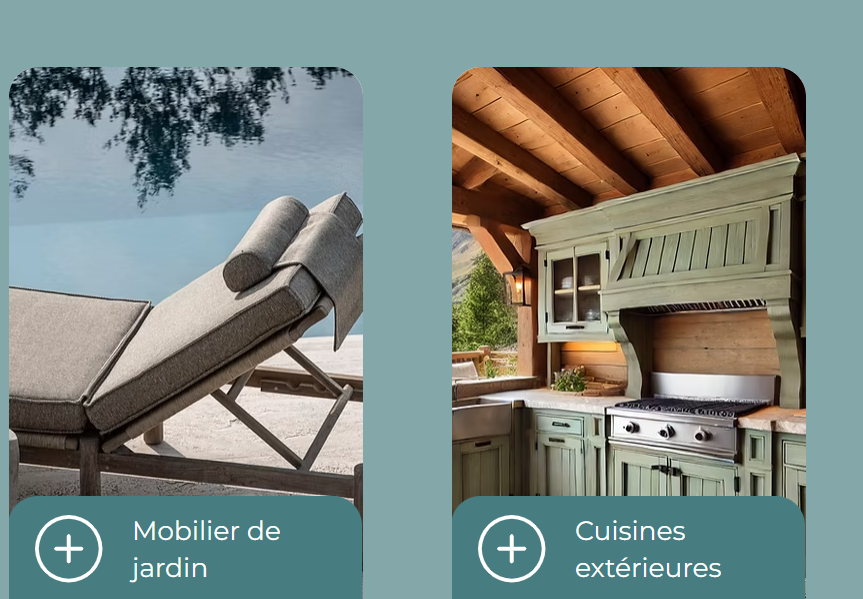 Mobilier de
jardin
Cuisines
extérieures